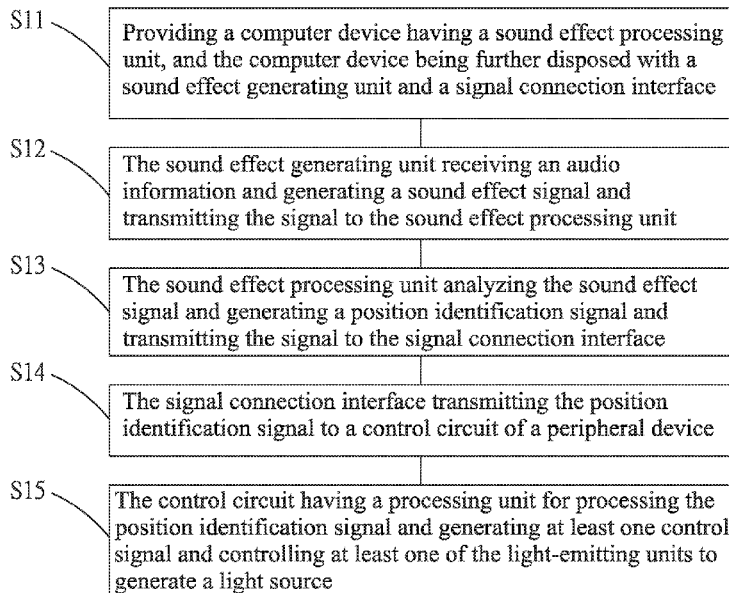 S11
Providing a computer device having a sound effect processing
unit, and the computer device being further disposed with a
sound effect generating unit and a signal connection interface
S12
The sound effect generating unit receiving an audio
information and generating a sound effect signal and
transmitting the signal to the sound effect processing unit
S13
The sound effect processing unit analyzing the sound effect
signal and generating a position identification signal and
transmitting the signal to the signal connection interface
S14
The signal connection interface transmitting the position
identification signal to a control circuit of a peripheral device
S15
The control circuit having a processing unit for processing the
position identification signal and generating at least one control
signal and controlling at least one of the light-emitting units to
generate a light source